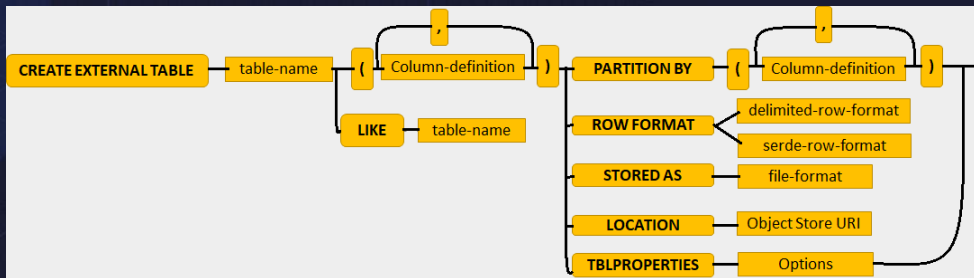 ,
,
CREATE EXTERNAL TABLE table-name ( Column-definition ) PARTITION BY ( Column-definition )
LIKE table-name
ROW FORMAT delimited-row-format
serde-row-format
STORED AS file-format
LOCATION Object Store URI
TBLPROPERTIES Options